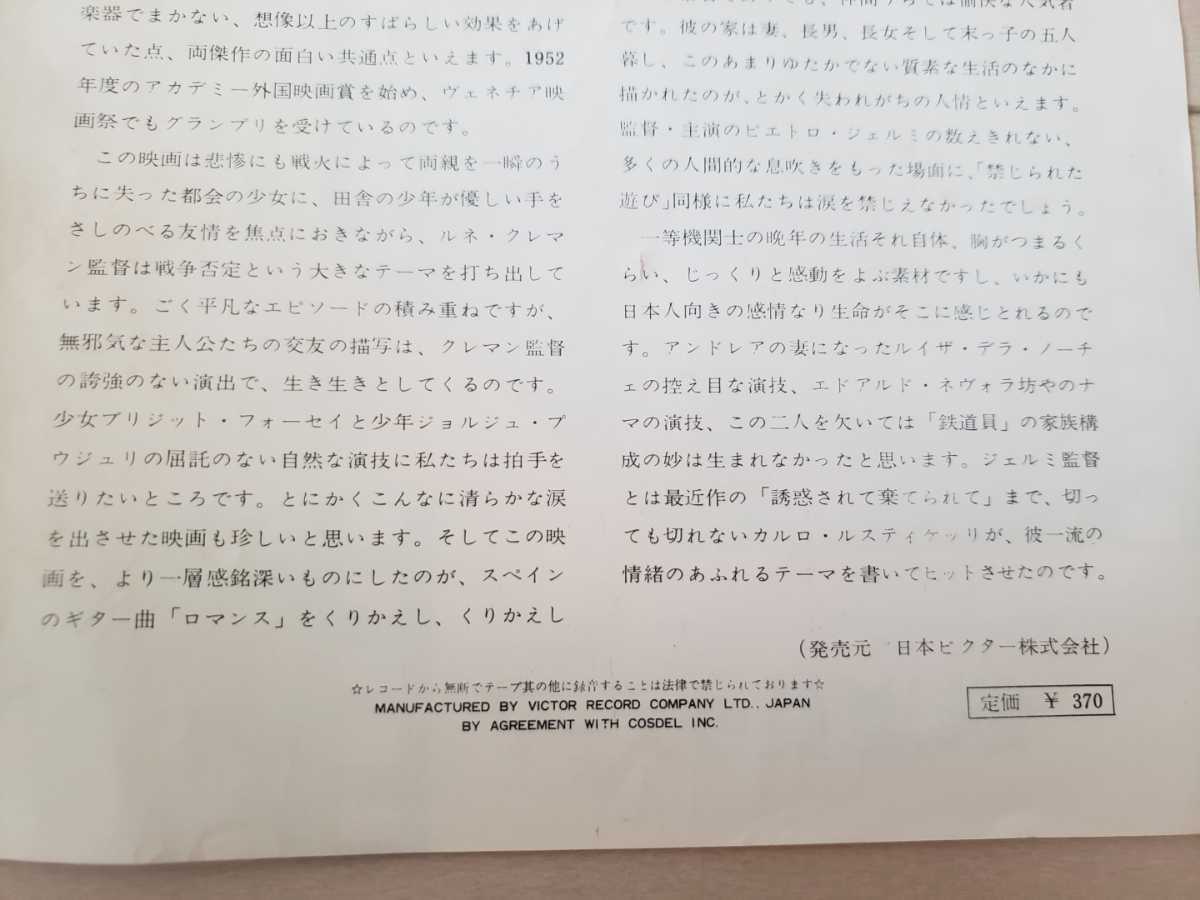 楽器でまかない、想像以上のすばらしい効果をあげ
ていた点、両傑作の面白い共通点といえます。1952
年度のアカデミー外国映画賞を始め、ヴェネチア映
画祭でもグランプリを受けているのです。
この映画は悲惨にも戦火によって両親を一瞬のう
ちに失った都会の少女に、田舎の少年が優しい手を
さしのべる友情を焦点におきながら、ルネ・クレマ
ン監督は戦争否定という大きなテーマを打ち出して
います。ごく平凡なエピソードの積み重ねですが、
無邪気な主人公たちの交友の描写は、クレマン監督
の誇強のない演出で、生き生きとしてくるのです。
少女ブリジット・フォーセイと少年ジョルジュ・プ
ウジュリの屈託のない自然な演技に私たちは拍手を
送りたいところです。とにかくこんなに清らかな涙
を出させた映画も珍しいと思います。そしてこの映
画を、より一層感銘深いものにしたのが、スペイン
のギター曲「ロマンス」をくりかえし、くりかえし
です。彼の家は妻、長男、長女そして末っ子の五人
暮し、このあまりゆたかでない質素な生活のなかに
描かれたのが、とかく失われがちの人情といえます。
監督・主演のピエトロ・ジェルミの数えきれない、
多くの人間的な息吹きをもった場面に、「禁じられた
遊び」同様に私たちは涙を禁じえなかったでしょう。
一等機関士の晩年の生活それ自体、胸がつまるく
らい、じっくりと感動をよぶ素材ですし、いかにも
日本人向きの感情なり生命がそこに感じとれるので
す。アンドレアの妻になったルイザ・デラ・ノーチ
ェの控え目な演技、エドアルド・ネヴォラ坊やのナ
マの演技、この二人を欠いては「鉄道員」の家族構
成の妙は生まれなかったと思います。ジェルミ監督
とは最近作の「誘惑されて棄てられて」まで、切っ
ても切れないカルロ・ルスティケッリが、彼一流の
情緒のあふれるテーマを書いてヒットさせたのです。
(発売元 日本ビクター株式会社)
☆レコードから無断でテープ其の他に録音することは法律で禁じられております☆
MANUFACTURED BY VICTOR RECORD COMPANY LTD., JAPAN
BY AGREEMENT WITH COSDEL INC.
定価 ¥ 370